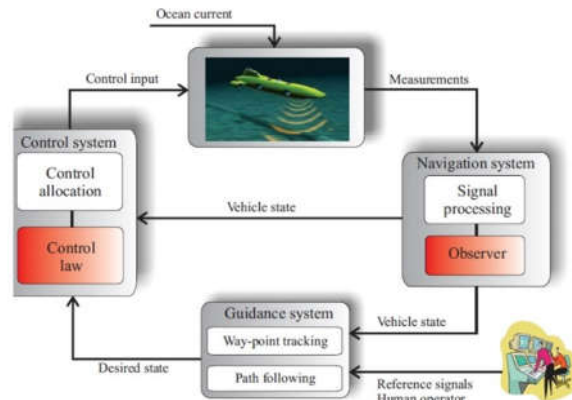 Ocean current
Control input
Measurements
Control system
Control
allocation
Control
law
Navigation system
Signal
processing
Observer
Vehicle state
Guidance system
Way-point tracking
Path following
Vehicle state
Desired state
Reference signals
Human operator